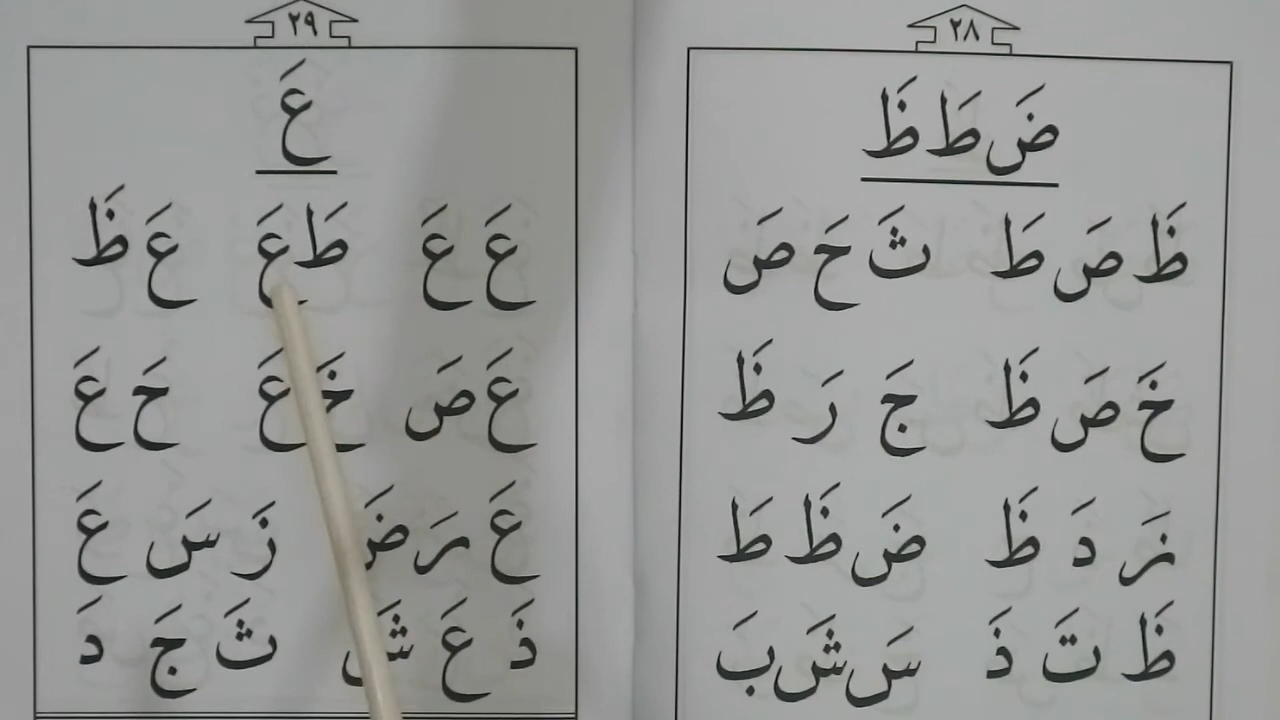 ٢٨
ضَ طَ ظَ
ظَ صَ طَ ثَ حَ صَ
خَ صَ ظَ جَ رَ ظَ
زَ دَ ظَ ضَ ظَ طَ
ظَ تَ ذَ سَ شَ بَ
٢٩
عَ
عَ عَ طَ عَ عَ ظَ
عَ صَ خَ عَ حَ عَ
عَ رَ ضَ زَ سَ عَ
ذَ عَ شَ ثَ جَ دَ